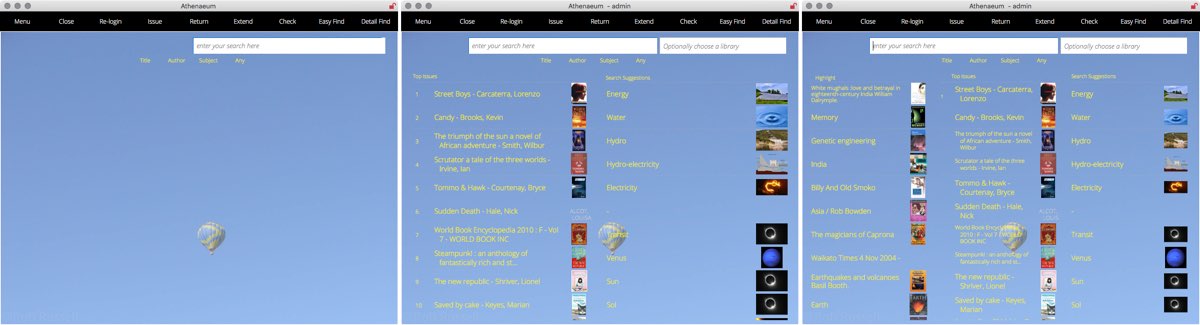 Athenaeum
Menu Close Re-login Issue Return Extend Check Easy Find Detail Find
enter your search here
Title Author Subject Any
Athenaeum - admin
Menu Close Re-login Issue Return Extend Check Easy Find Detail Find
enter your search here Optionally choose a library
Title Author Subject Any
Top Issues Search Suggestions
1 Street Boys - Carcaterra, Lorenzo Energy
2 Candy - Brooks, Kevin Water
3 The triumph of the sun a novel of
African adventure - Smith, Wilbur Hydro
4 Scrutator a tale of the three worlds -
Irvine, Ian Hydro-electricity
5 Tommo & Hawk - Courtenay, Bryce Electricity
6 Sudden Death - Hale, Nick -
7 World Book Encyclopedia 2010 : F - Vol
7 - WORLD BOOK INC Transit
8 Steampunk! : an anthology of
fantastically rich and st... Venus
9 The new republic - Shriver, Lionel Sun
10 Saved by cake - Keyes, Marian Sol
Athenaeum - admin
Menu Close Re-login Issue Return Extend Check Easy Find Detail Find
enter your search here Optionally choose a library
Title Author Subject Any
Highlight Top Issues Search Suggestions
White mughals :love and betrayal in
eighteenth-century India William
Dalrymple.
1 Street Boys - Carcaterra,
Lorenzo
Energy
Memory Candy - Brooks, Kevin Water
Genetic engineering
The triumph of the sun a novel
of African adventure - Smith,
Wilbur
Hydro
India
Scrutator a tale of the three
worlds - Irvine, Ian
Hydro-electricity
Billy And Old Smoko
Tommo & Hawk -
Courtenay, Bryce
Electricity
Asia / Rob Bowden
Sudden Death - Hale,
Nick
-
The magicians of Caprona
World Book Encyclopedia
2010 : F - Vol 7 - WORLD
BOOK INC
Transit
Waikato Times 4 Nov 2004 -
Steampunk! : an anthology of
fantastically rich and st...
Venus
Earthquakes and volcanoes
Basil Booth.
The new republic -
Shriver, Lionel
Sun
Earth
Saved by cake - Keyes,
Marian
Sol